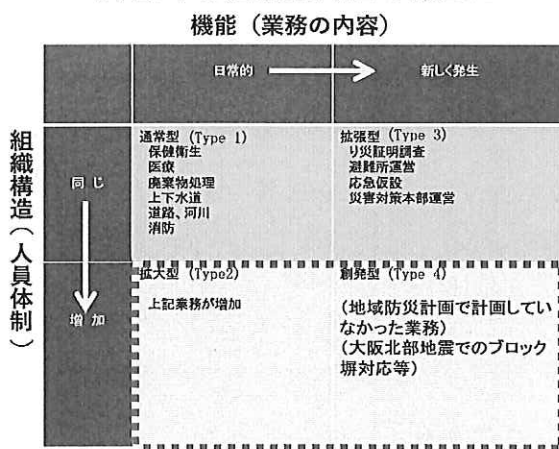 機能（業務の内容）
日常的
新しく発生
組織構造（人員体制）
同じ
増加
通常型 (Type 1)
保健衛生
医療
廃棄物処理
上下水道
道路、河川
消防
拡張型 (Type 3)
り災証明調査
避難所運営
応急仮設
災害対策本部運営
拡大型 (Type2)
上記業務が増加
創発型 (Type 4)
(地域防災計画で計画してい
なかった業務)
(大阪北部地震でのブロック
塀対応等)